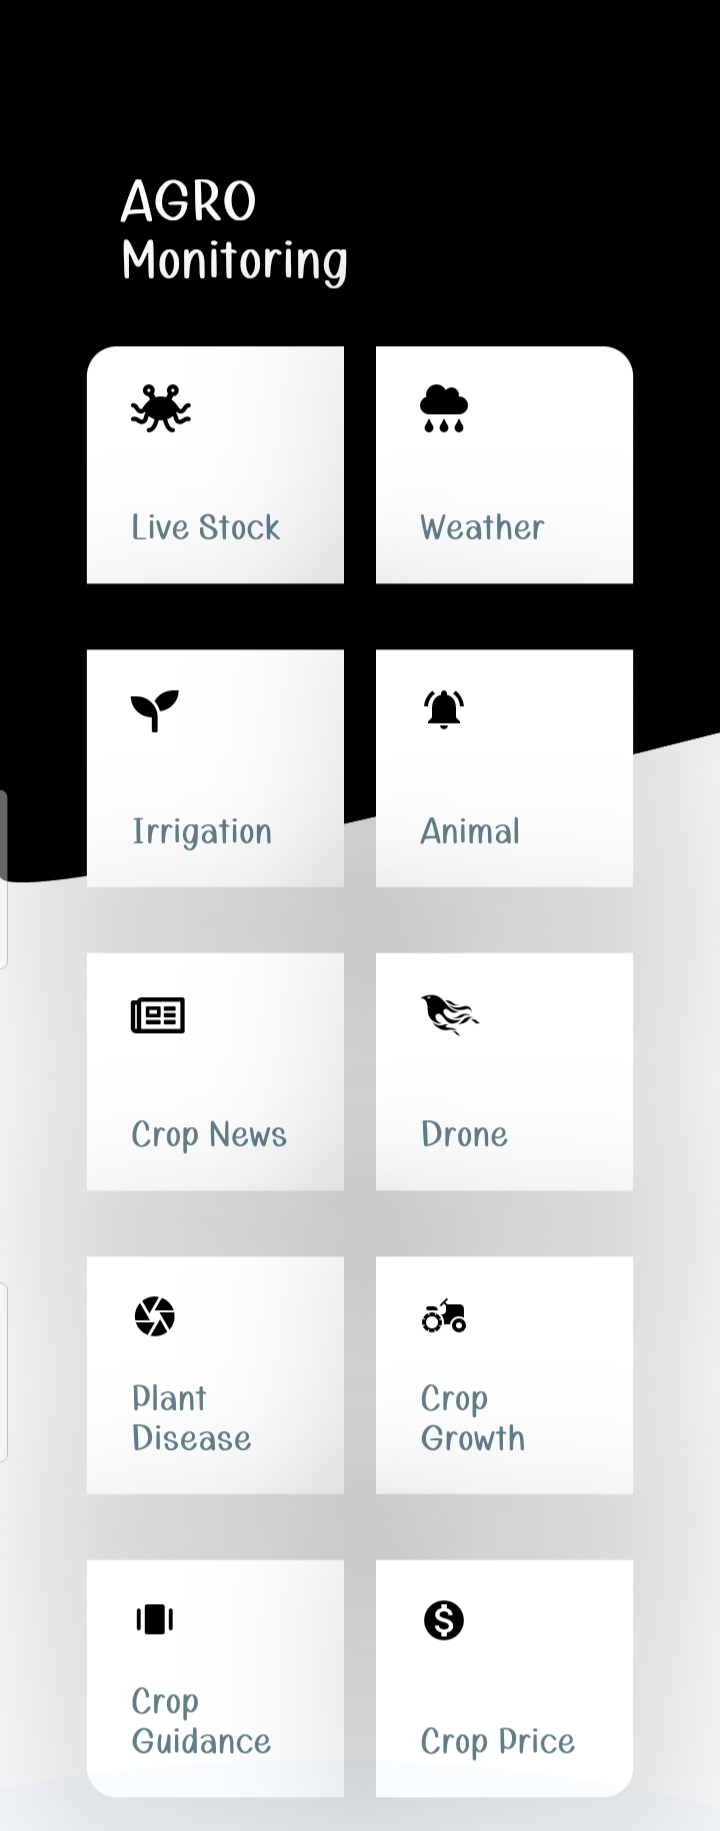 AGRO
Monitoring
Live Stock
Weather
Irrigation
Animal
Crop News
Drone
Plant
Disease
Crop
Growth
Crop
Guidance
Crop Price